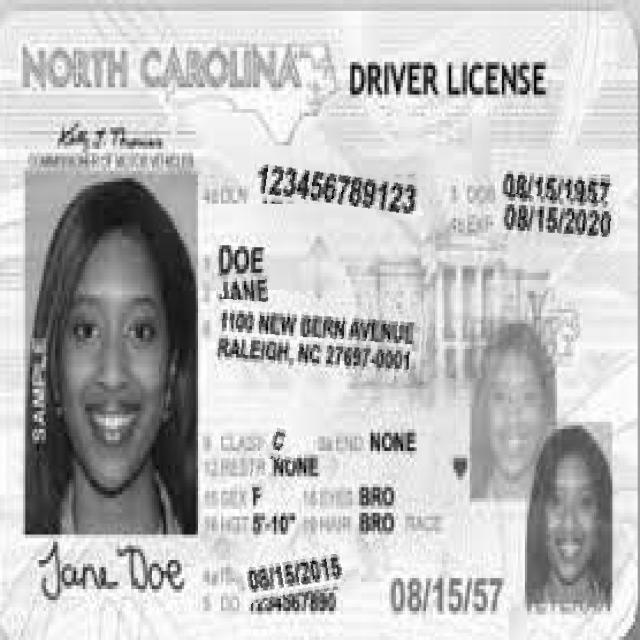 NORTH CAROLINA
DRIVER LICENSE
COMMISSIONER OF MOTOR VEHICLES
4d DLN 123456789123
3 DOB 08/15/1957
4b EXP 08/15/2020
1 DOE
2 JANE
8 1100 NEW BERN AVENUE
RALEIGH, NC 27697-0001
SAMPLE
9 CLASS C 9a END NONE
12 RESTR NONE
15 SEX F 18 EYES BRO
16 HGT 5'-10" 19 HAIR BRO RACE
Jane Doe
4a ISS 08/15/2015
5 DD 1234567890
08/15/57
VETERAN